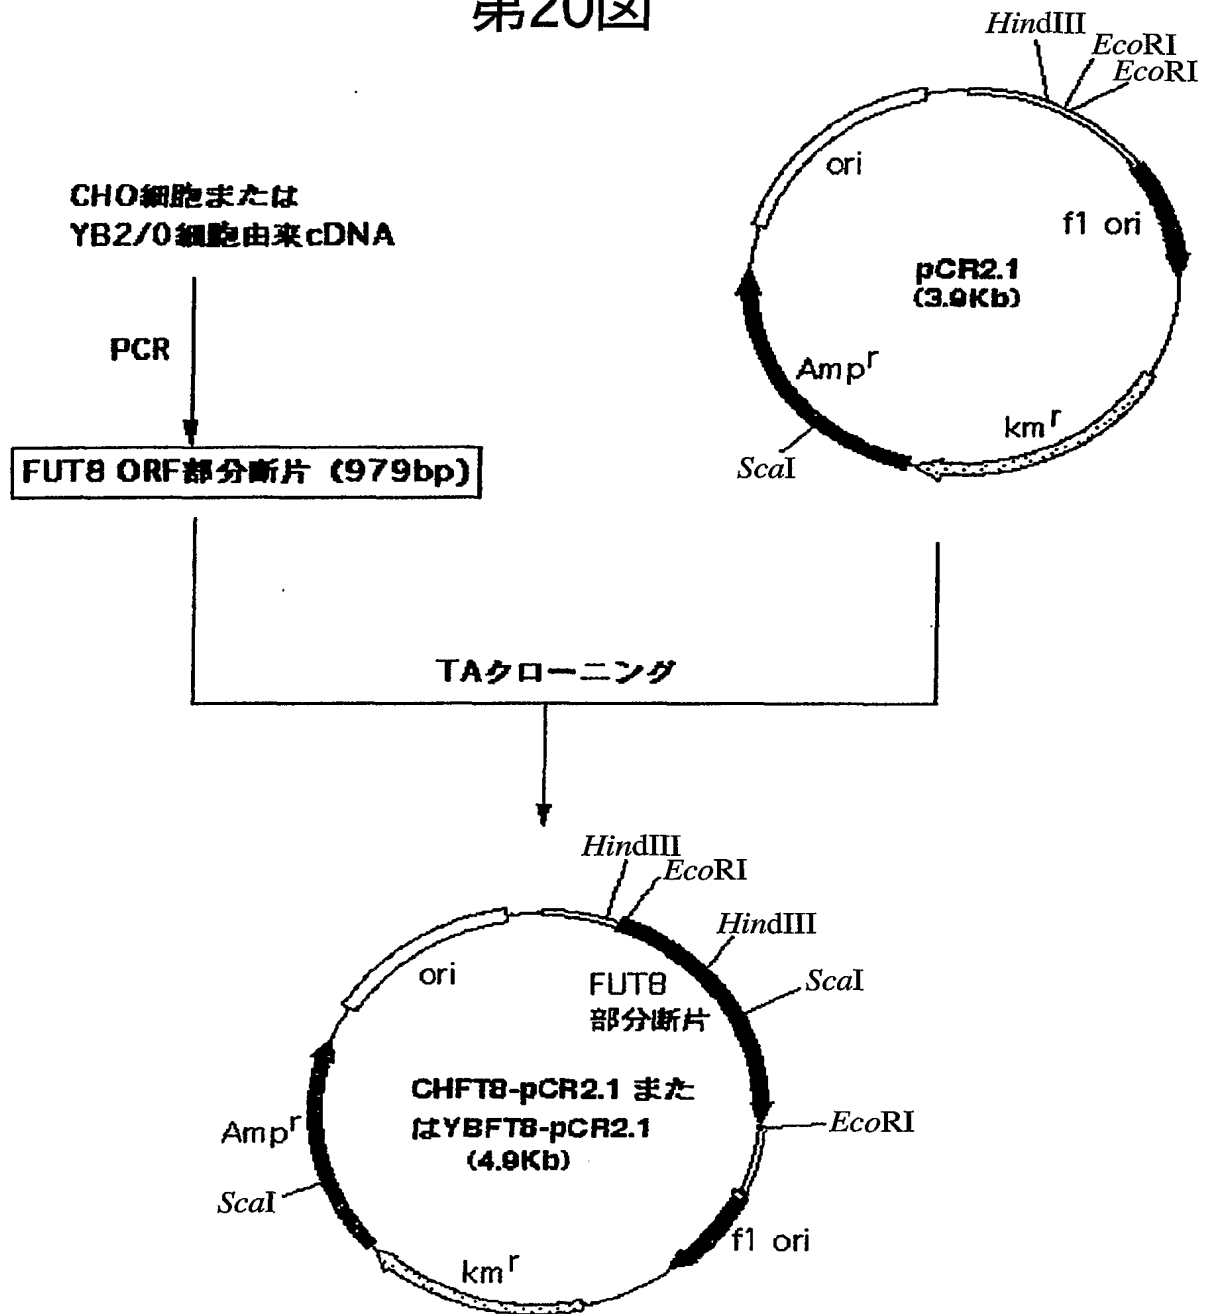 第20図
HindIII
EcoRI
EcoRI
ori
f1 ori
pCR2.1
(3.9Kb)
Ampr
kmr
ScaI
CHO細胞または
YB2/0細胞由来cDNA
PCR
FUT8 ORF部分断片 (979bp)
TAクローニング
HindIII
EcoRI
HindIII
ScaI
ori
FUT8
部分断片
CHFT8-pCR2.1 また
はYBFT8-pCR2.1
(4.9Kb)
EcoRI
Ampr
ScaI
f1 ori
kmr